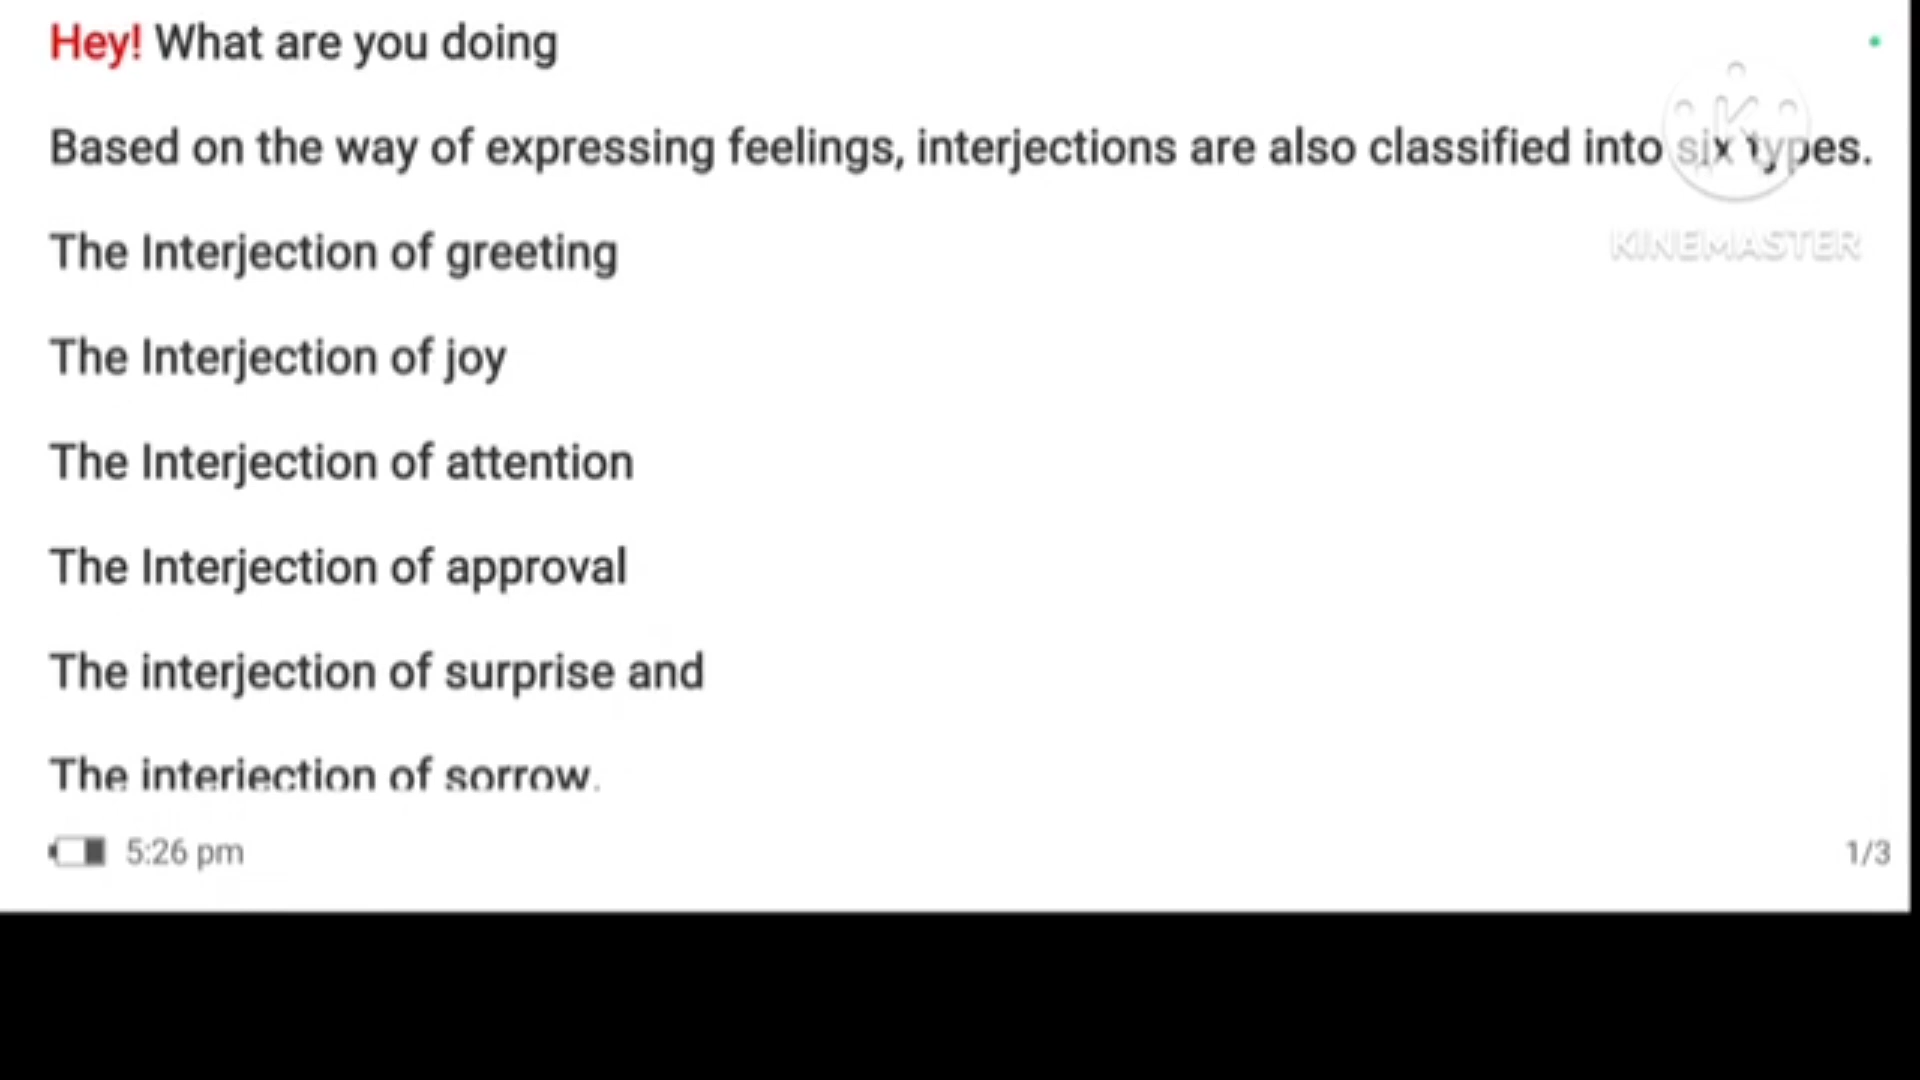 Hey! What are you doing
Based on the way of expressing feelings, interjections are also classified into six types.
KINEMASTER
The Interjection of greeting
The Interjection of joy
The Interjection of attention
The Interjection of approval
The interjection of surprise and
The interjection of sorrow.
5:26 pm
1/3